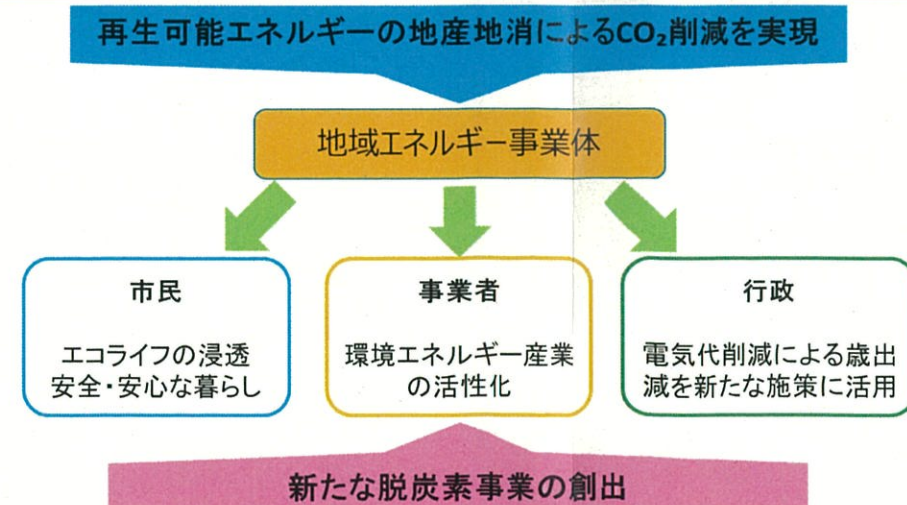 再生可能エネルギーの地産地消によるCO₂削減を実現
地域エネルギー事業体
市民
エコライフの浸透
安全・安心な暮らし
事業者
環境エネルギー産業
の活性化
行政
電気代削減による歳出
減を新たな施策に活用
新たな脱炭素事業の創出